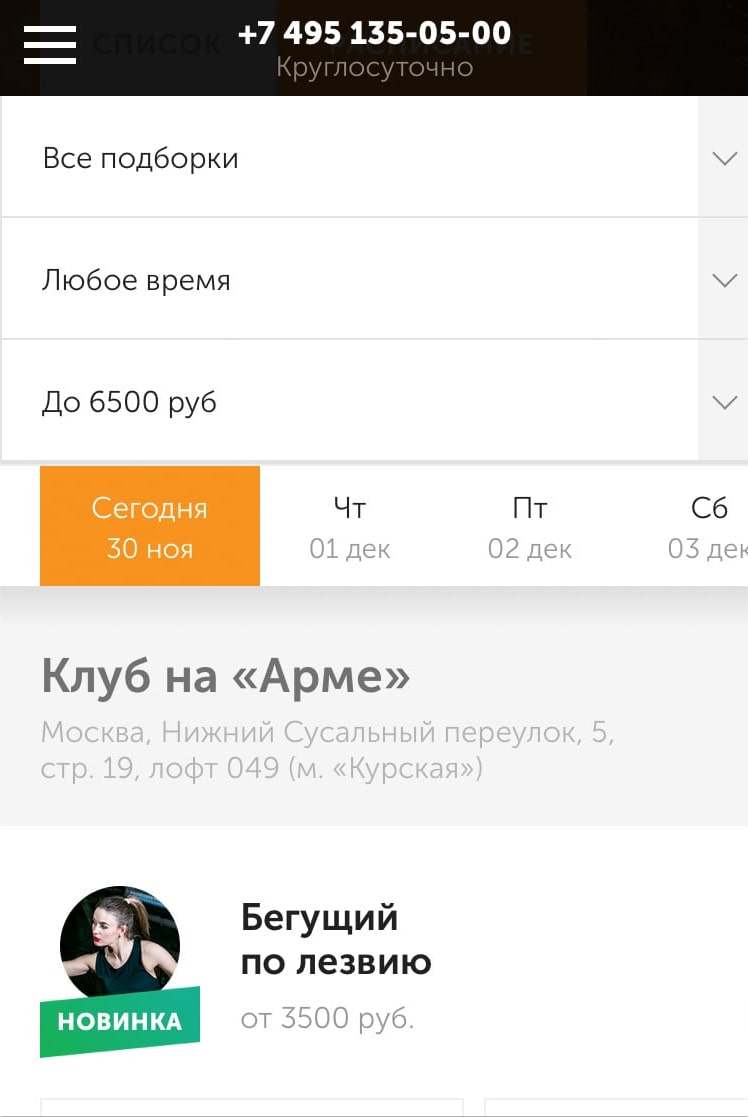 СПИСОК РАСПИСАНИЕ
+7 495 135-05-00
Круглосуточно
Все подборки
Любое время
До 6500 руб
Сегодня Чт Пт Сб
30 ноя 01 дек 02 дек 03 дек
Клуб на «Арме»
Москва, Нижний Сусальный переулок, 5,
стр. 19, лофт 049 (м. «Курская»)
Бегущий
по лезвию
НОВИНКА
от 3500 руб.